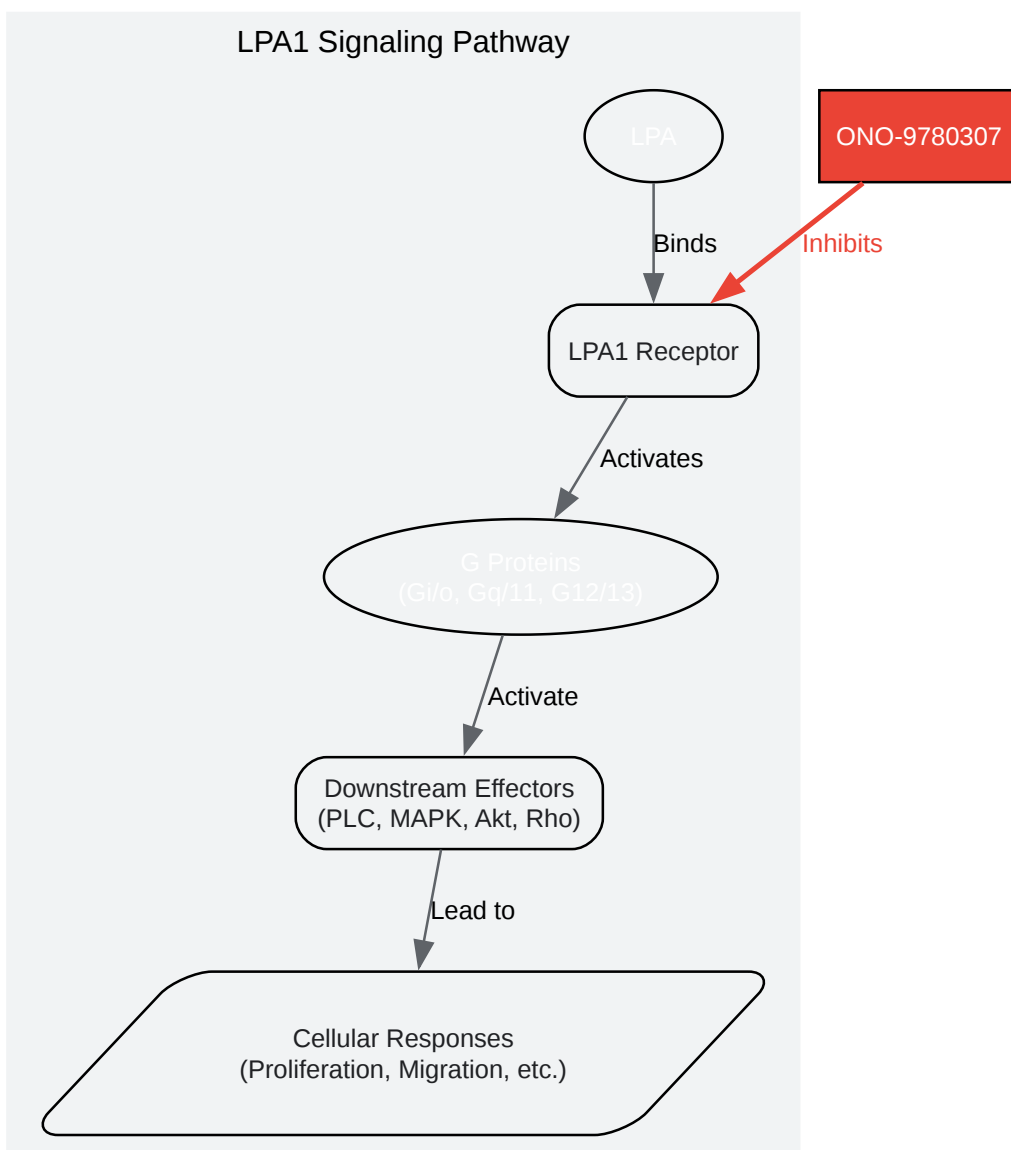 LPA1 Signaling Pathway
LPA
ONO-9780307
Binds
Inhibits
LPA1 Receptor
Activates
G Proteins
(Gi/o, Gq/11, G12/13)
Activate
Downstream Effectors
(PLC, MAPK, Akt, Rho)
Lead to
Cellular Responses
(Proliferation, Migration, etc.)